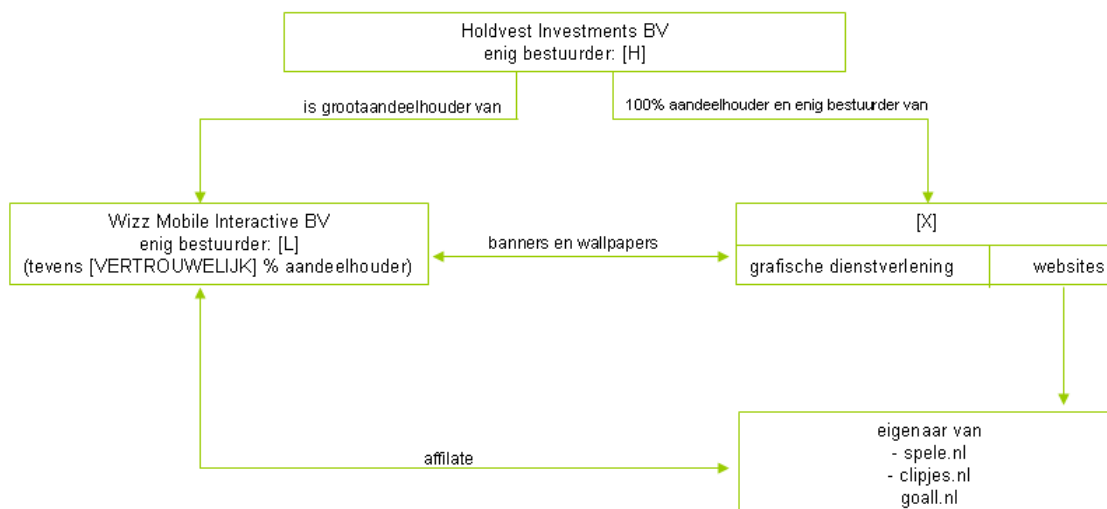 Holdvest Investments BV
enig bestuurder: [H]
is grootaandeelhouder van
100% aandeelhouder en enig bestuurder van
Wizz Mobile Interactive BV
enig bestuurder: [L]
(tevens [VERTROUWELIJK] % aandeelhouder)
banners en wallpapers
[X]
grafische dienstverlening
websites
affilate
eigenaar van
- spele.nl
- clipjes.nl
goall.nl